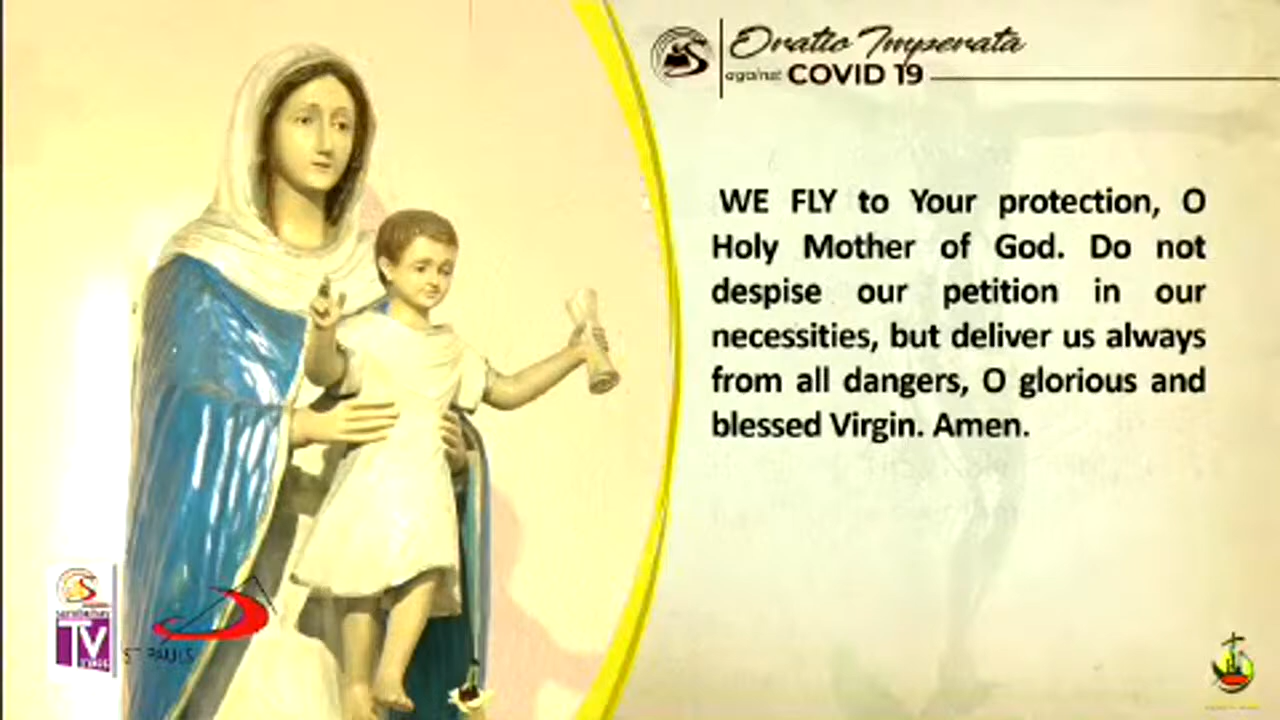 Oratio Imperata
against COVID 19
WE FLY to Your protection, O
Holy Mother of God. Do not
despise our petition in our
necessities, but deliver us always
from all dangers, O glorious and
blessed Virgin. Amen.
TV
ST PAULS